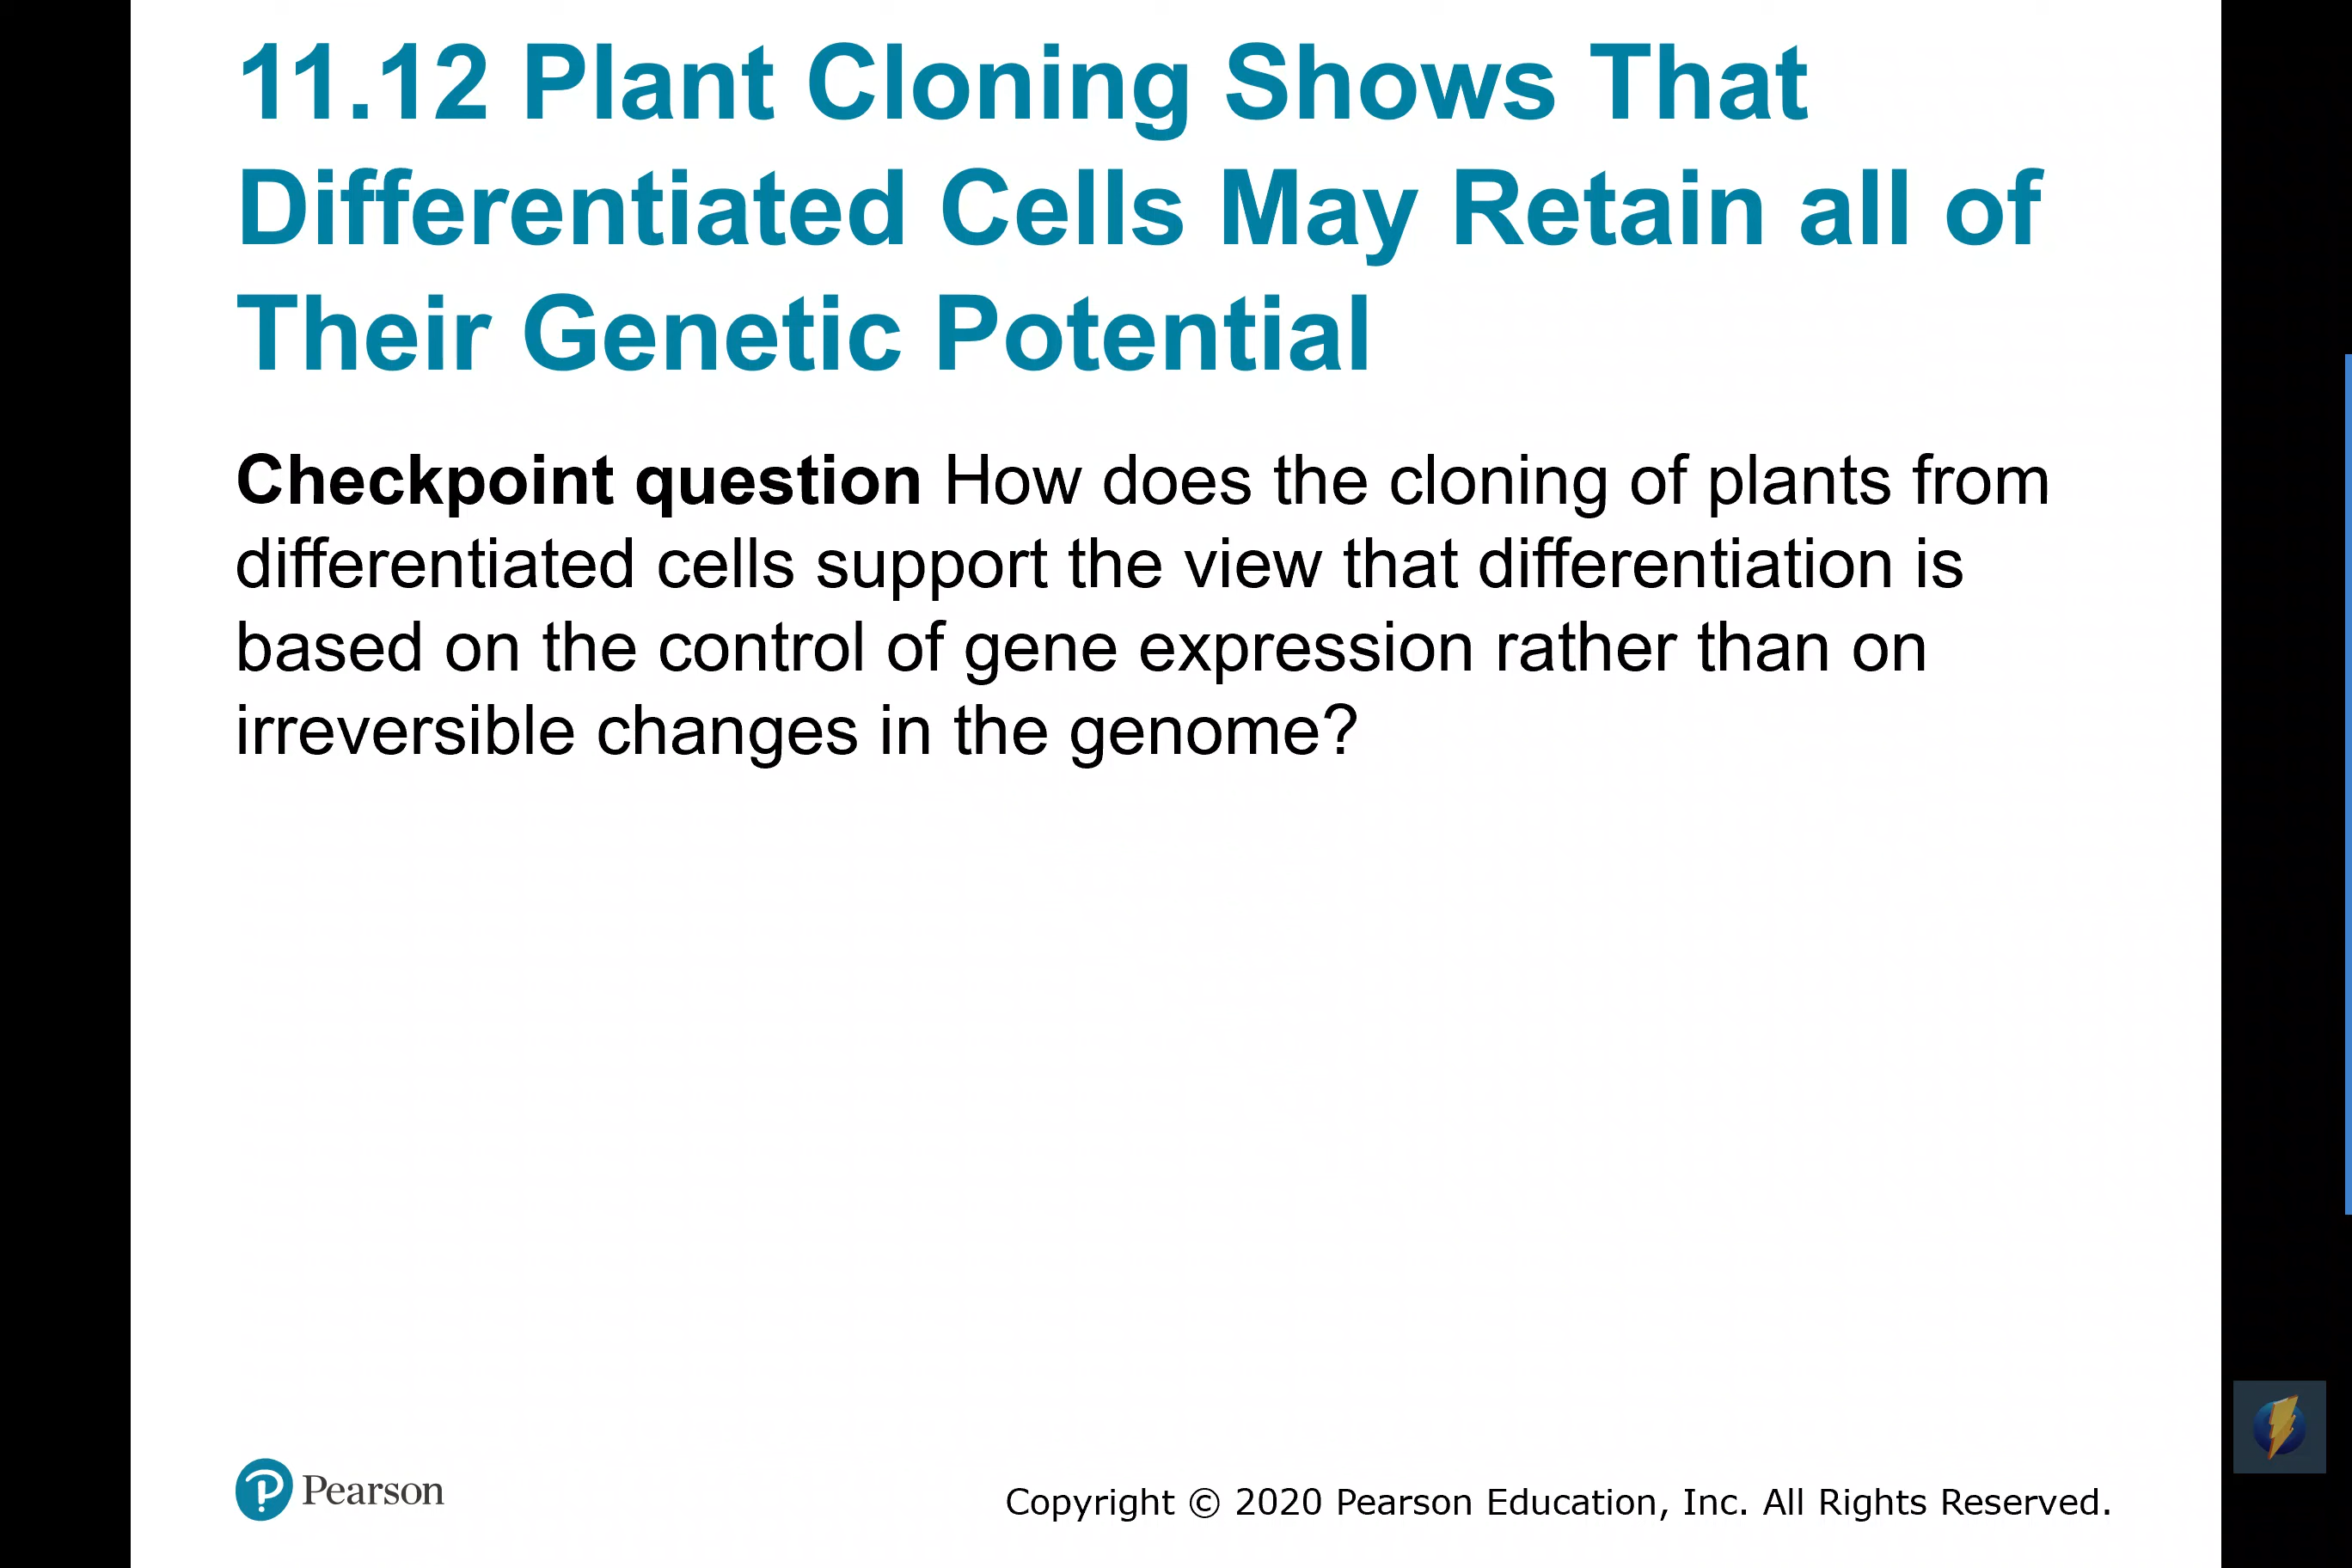 11.12 Plant Cloning Shows That
Differentiated Cells May Retain all of
Their Genetic Potential
Checkpoint question How does the cloning of plants from
differentiated cells support the view that differentiation is
based on the control of gene expression rather than on
irreversible changes in the genome?
Pearson
Copyright © 2020 Pearson Education, Inc. All Rights Reserved.